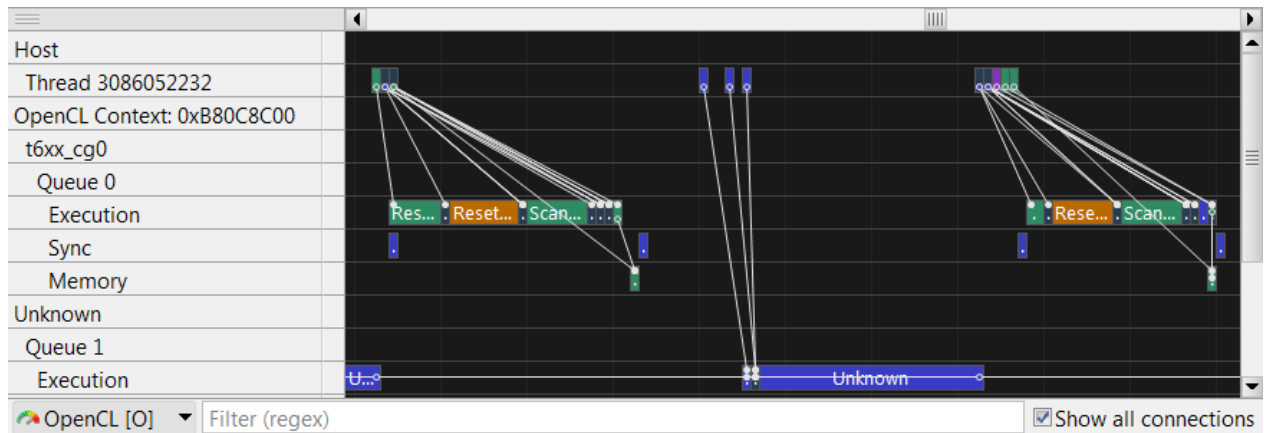 Host
Thread 3086052232
OpenCL Context: 0xB80C8C00
t6xx_cg0
Queue 0
Execution
Res... . Reset... . Scan... . . . . . . Rese... . Scan... . . .
Sync
. . . .
Memory
. .
Unknown
Queue 1
Execution
U... . . Unknown
OpenCL [O] Filter (regex) Show all connections